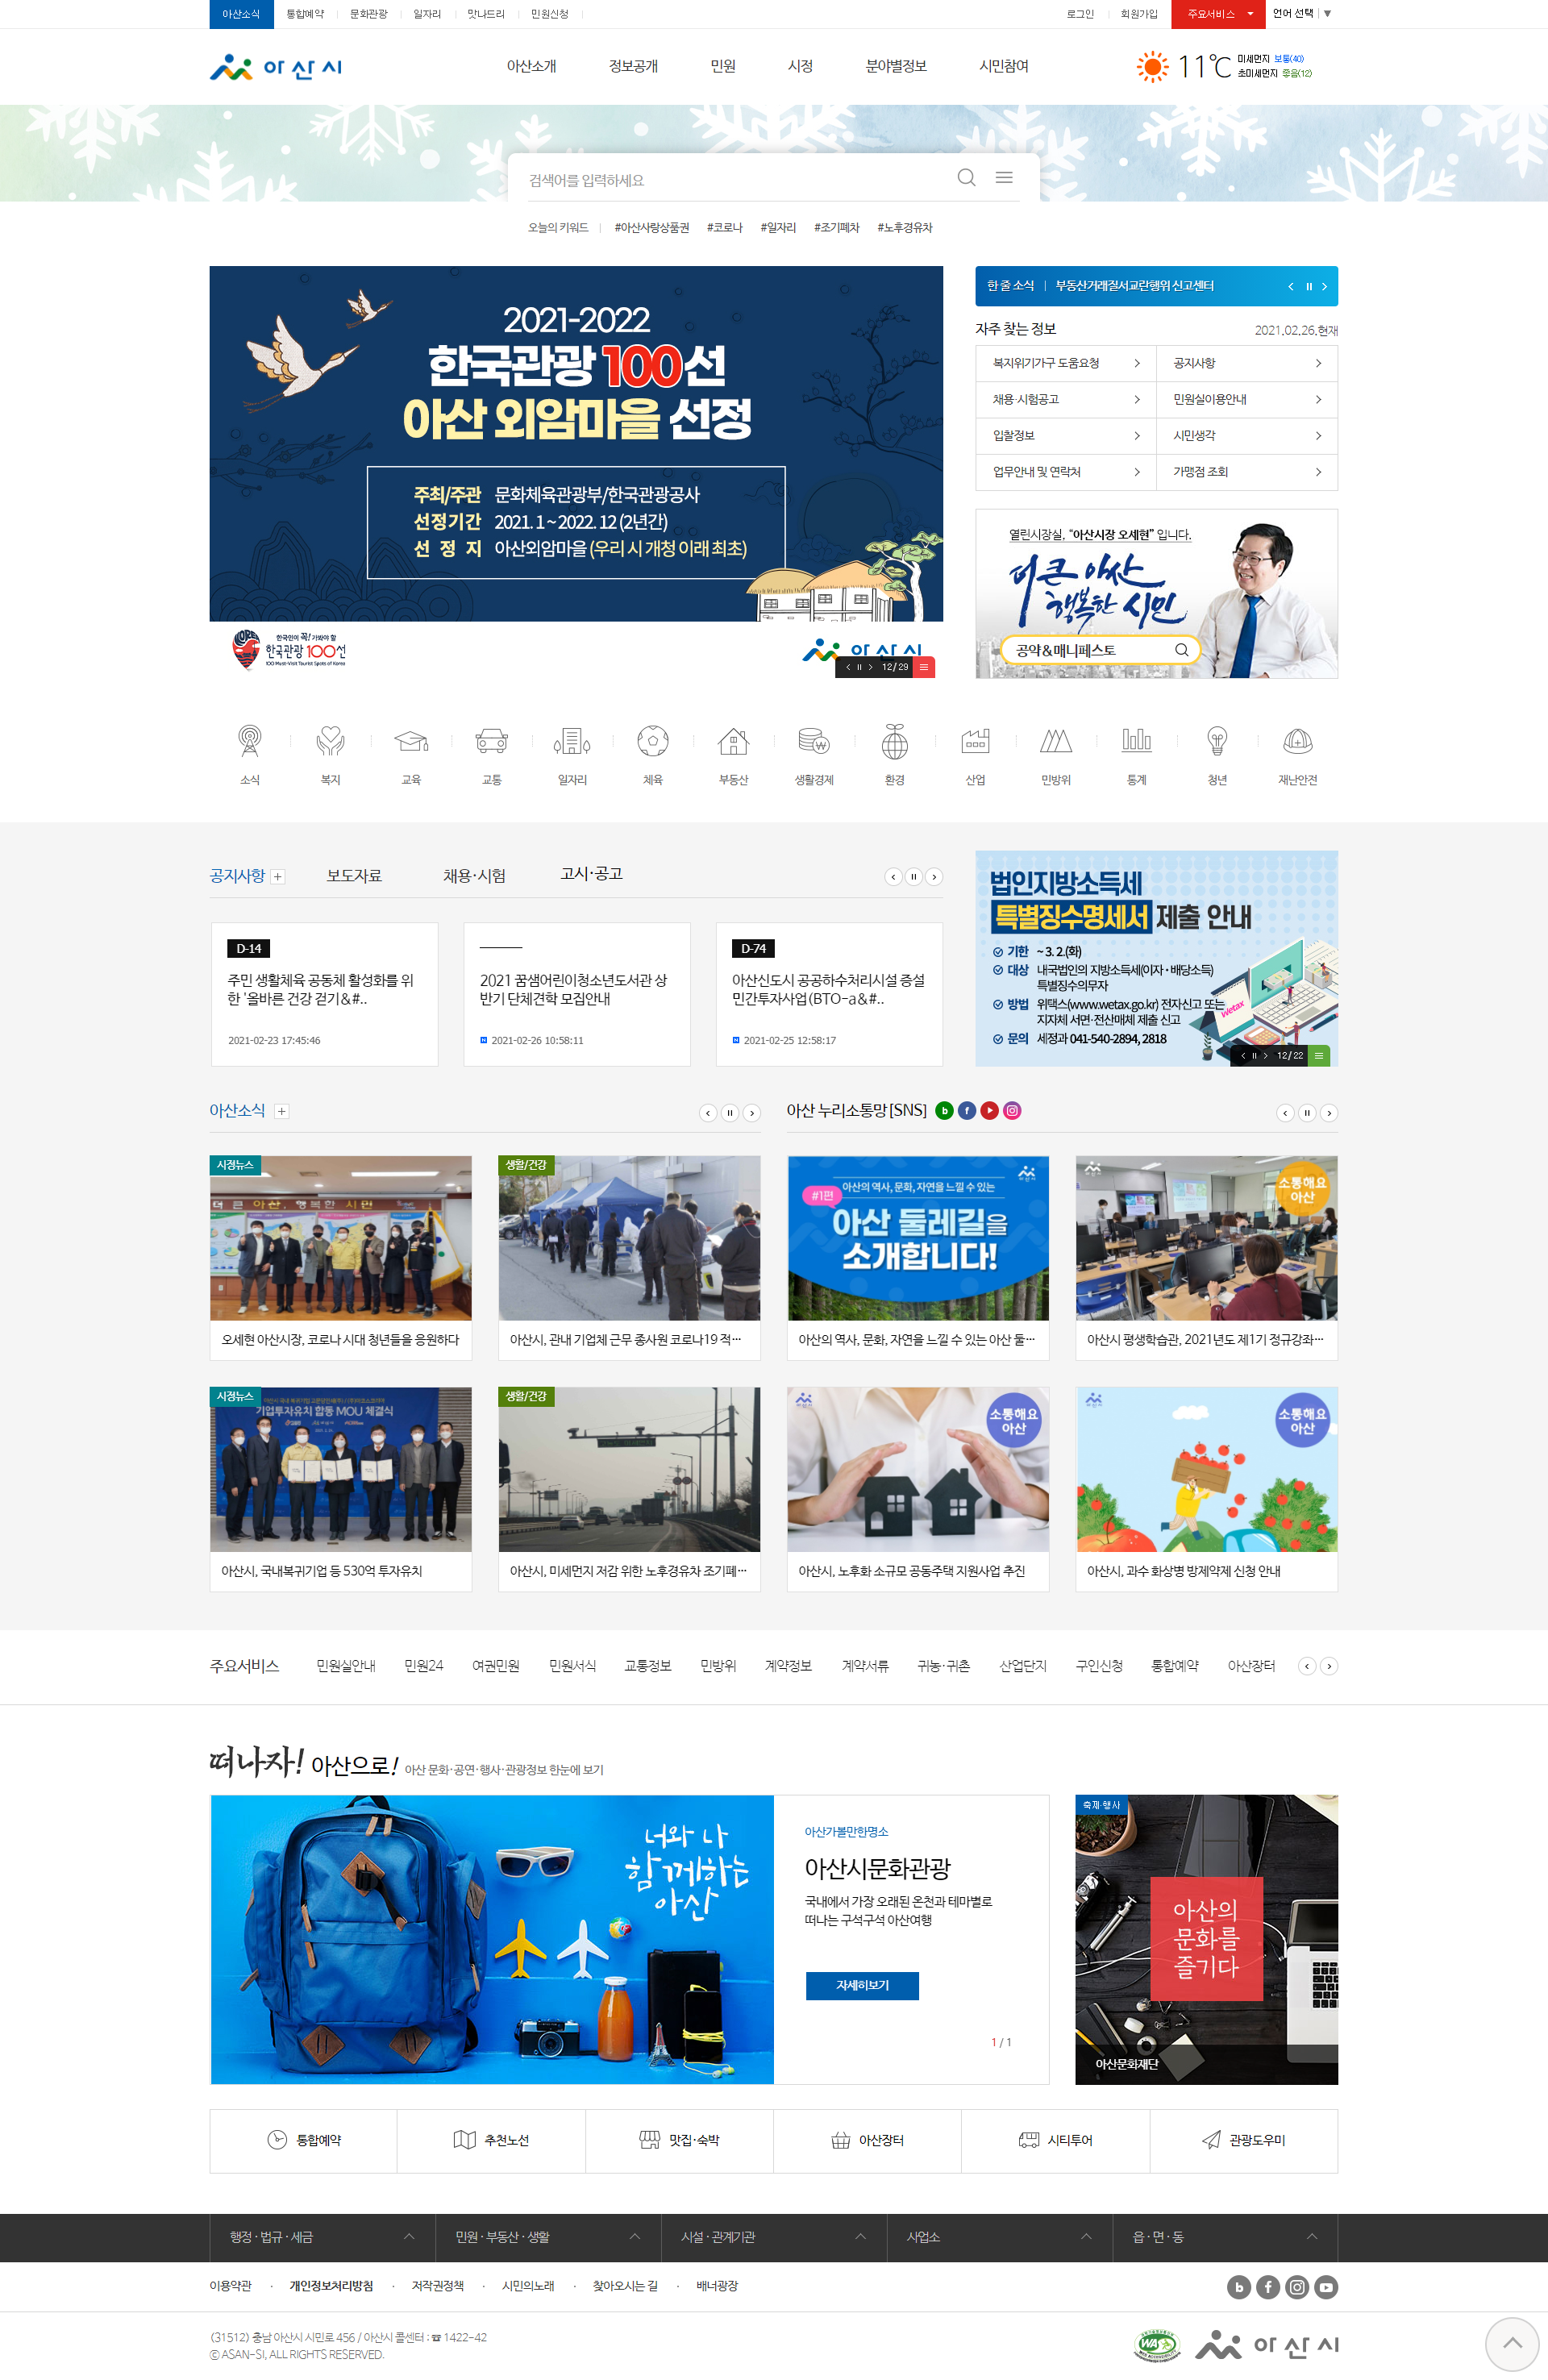 아산소식 통합예약 문화관광 일자리 맛나드리 민원신청 로그인 회원가입 주요서비스 언어 선택 ▼
아산시 아산소개 정보공개 민원 시정 분야별정보 시민참여 11℃ 미세먼지 보통(40)
초미세먼지 좋음(12)
검색어를 입력하세요
오늘의 키워드 #아산사랑상품권 #코로나 #일자리 #조기폐차 #노후경유차
2021-2022
한국관광 100선
아산 외암마을 선정
주최/주관 문화체육관광부/한국관광공사
선정기간 2021. 1 ~ 2022. 12 (2년간)
선 정 지 아산외암마을 (우리 시 개청 이래 최초)
한국인이 꼭! 가봐야 할
한국관광 100선
100 Must-Visit Tourist Spots of Korea
아산시
12/29
한 줄 소식 부동산거래질서교란행위 신고센터
자주 찾는 정보 2021.02.26.현재
복지위기가구 도움요청 공지사항
채용·시험공고 민원실이용안내
입찰정보 시민생각
업무안내 및 연락처 가맹점 조회
열린시장실, “아산시장 오세현” 입니다.
더 큰 아산
행복한 시민
공약&매니페스토
소식 복지 교육 교통 일자리 체육 부동산 생활경제 환경 산업 민방위 통계 청년 재난안전
공지사항 보도자료 채용·시험 고시·공고
D-14
주민 생활체육 공동체 활성화를 위
한 '올바른 건강 걷기&#..
2021-02-23 17:45:46
2021 꿈샘어린이청소년도서관 상
반기 단체견학 모집안내
2021-02-26 10:58:11
D-74
아산신도시 공공하수처리시설 증설
민간투자사업(BTO-a&#..
2021-02-25 12:58:17
법인지방소득세
특별징수명세서 제출 안내
기한 ~ 3. 2.(화)
대상 내국법인의 지방소득세(이자·배당소득)
특별징수의무자
방법 위택스(www.wetax.go.kr) 전자신고 또는
지자체 서면·전산매체 제출 신고
문의 세정과 041-540-2894, 2818
Wetax
12/22
아산소식
시정뉴스
더 큰 아산, 행복한 시민
오세현 아산시장, 코로나 시대 청년들을 응원하다
생활/건강
아산시, 관내 기업체 근무 종사원 코로나19 적…
시정뉴스
기업투자유치 합동 MOU 체결식
아산시, 국내복귀기업 등 530억 투자유치
생활/건강
아산시, 미세먼지 저감 위한 노후경유차 조기폐…
아산 누리소통망[SNS]
아산의 역사, 문화, 자연을 느낄 수 있는
#1편
아산 둘레길을
소개합니다!
아산의 역사, 문화, 자연을 느낄 수 있는 아산 둘…
소통해요
아산
아산시 평생학습관, 2021년도 제1기 정규강좌…
소통해요
아산
아산시, 노후화 소규모 공동주택 지원사업 추진
소통해요
아산
아산시, 과수 화상병 방제약제 신청 안내
주요서비스 민원실안내 민원24 여권민원 민원서식 교통정보 민방위 계약정보 계약서류 귀농·귀촌 산업단지 구인신청 통합예약 아산장터
떠나자! 아산으로! 아산 문화·공연·행사·관광정보 한눈에 보기
너와 나
함께하는
아산
아산가볼만한명소
아산시문화관광
국내에서 가장 오래된 온천과 테마별로
떠나는 구석구석 아산여행
자세히보기
1 / 1
축제·행사
아산의
문화를
즐기다
아산문화재단
통합예약 추천노선 맛집·숙박 아산장터 시티투어 관광도우미
행정·법규·세금 민원·부동산·생활 시설·관계기관 사업소 읍·면·동
이용약관 · 개인정보처리방침 · 저작권정책 · 시민의노래 · 찾아오시는 길 · 배너광장
(31512) 충남 아산시 시민로 456 / 아산시 콜센터 : ☎ 1422-42
ⓒ ASAN-SI, ALL RIGHTS RESERVED.
WA
아산시